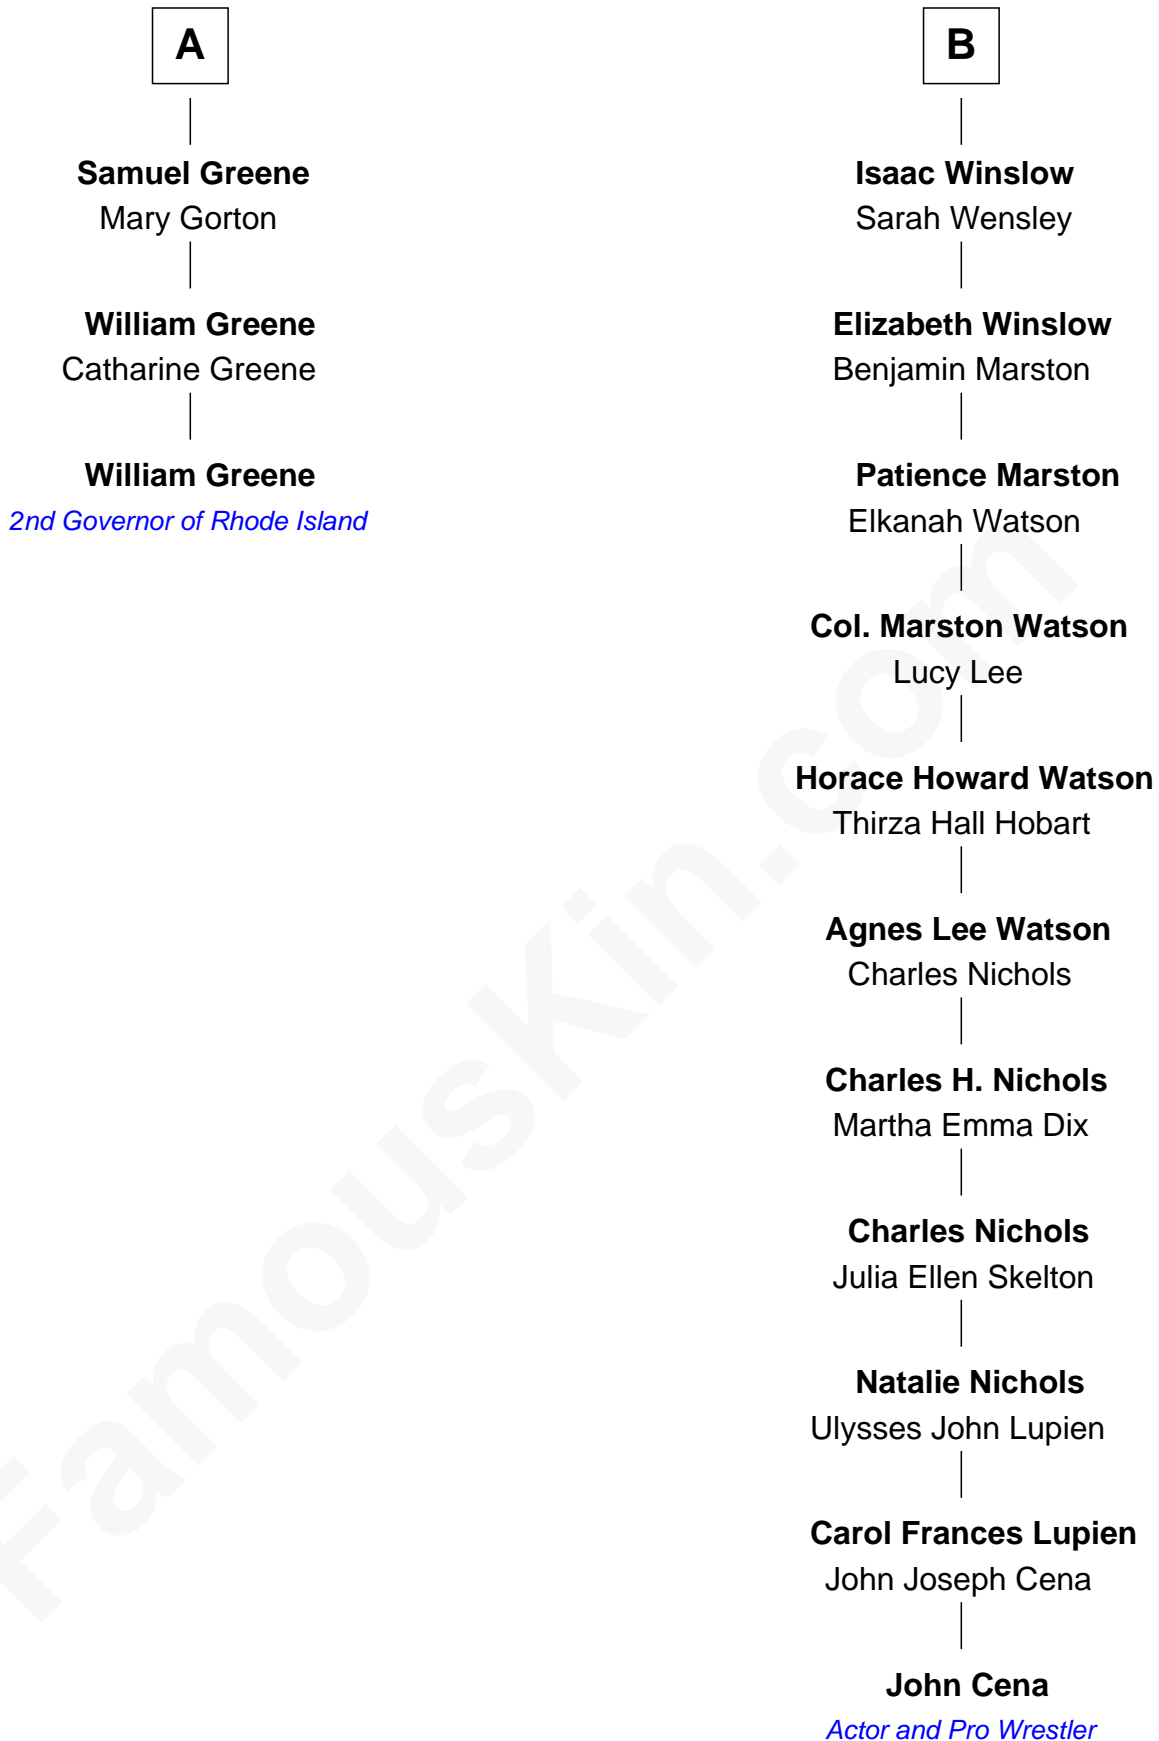 A
Samuel Greene
Mary Gorton
William Greene
Catharine Greene
William Greene
2nd Governor of Rhode Island
B
Isaac Winslow
Sarah Wensley
Elizabeth Winslow
Benjamin Marston
Patience Marston
Elkanah Watson
Col. Marston Watson
Lucy Lee
Horace Howard Watson
Thirza Hall Hobart
Agnes Lee Watson
Charles Nichols
Charles H. Nichols
Martha Emma Dix
Charles Nichols
Julia Ellen Skelton
Natalie Nichols
Ulysses John Lupien
Carol Frances Lupien
John Joseph Cena
John Cena
Actor and Pro Wrestler
FamousKin.com